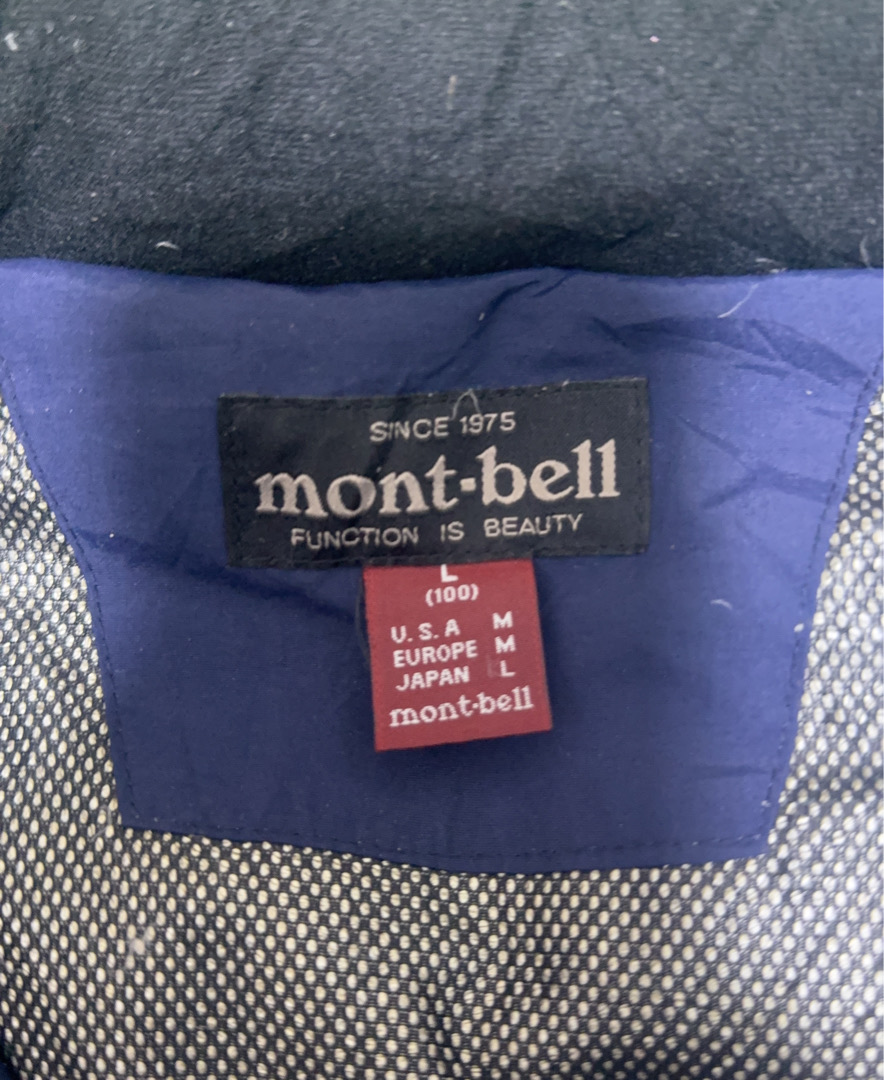 SINCE 1975
mont-bell
FUNCTION IS BEAUTY
L
(100)
U.S.A M
EUROPE M
JAPAN L
mont-bell